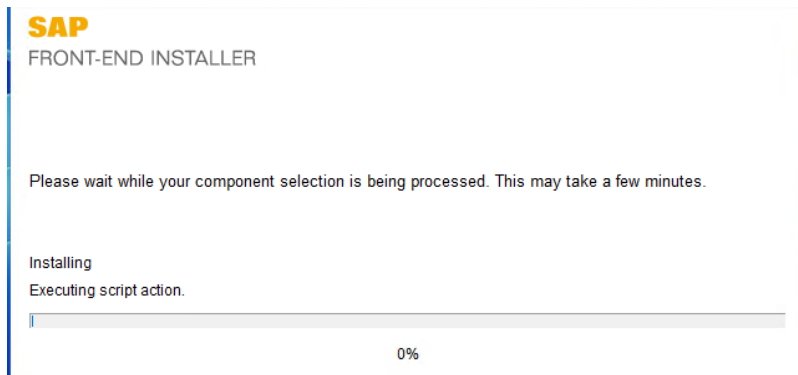 SAP
FRONT-END INSTALLER
Please wait while your component selection is being processed. This may take a few minutes.
Installing
Executing script action.
0%